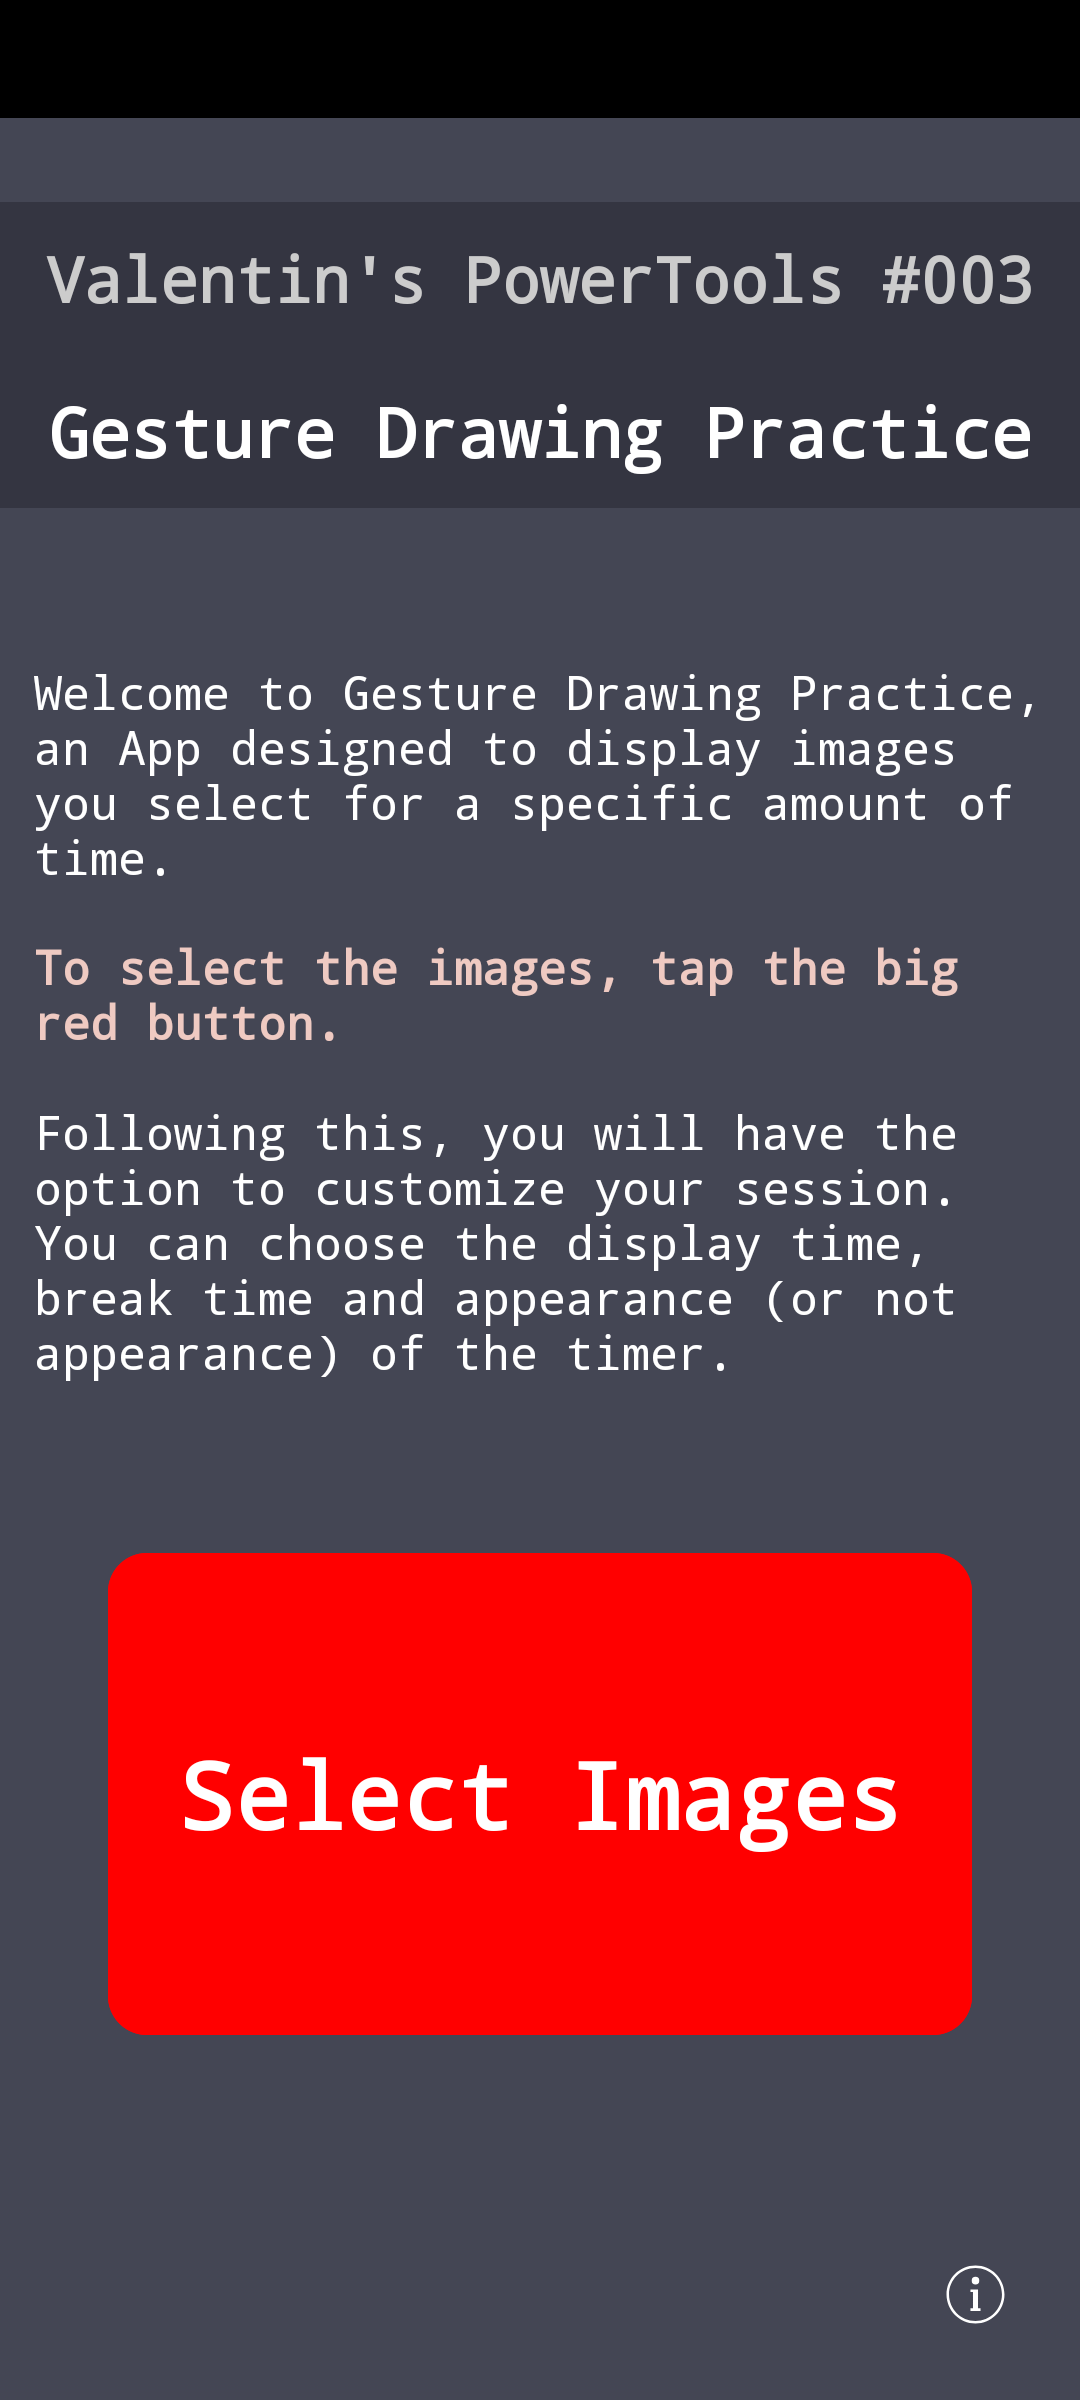 Valentin's PowerTools #003
Gesture Drawing Practice
Welcome to Gesture Drawing Practice,
an App designed to display images
you select for a specific amount of
time.
To select the images, tap the big
red button.
Following this, you will have the
option to customize your session.
You can choose the display time,
break time and appearance (or not
appearance) of the timer.
Select Images
i